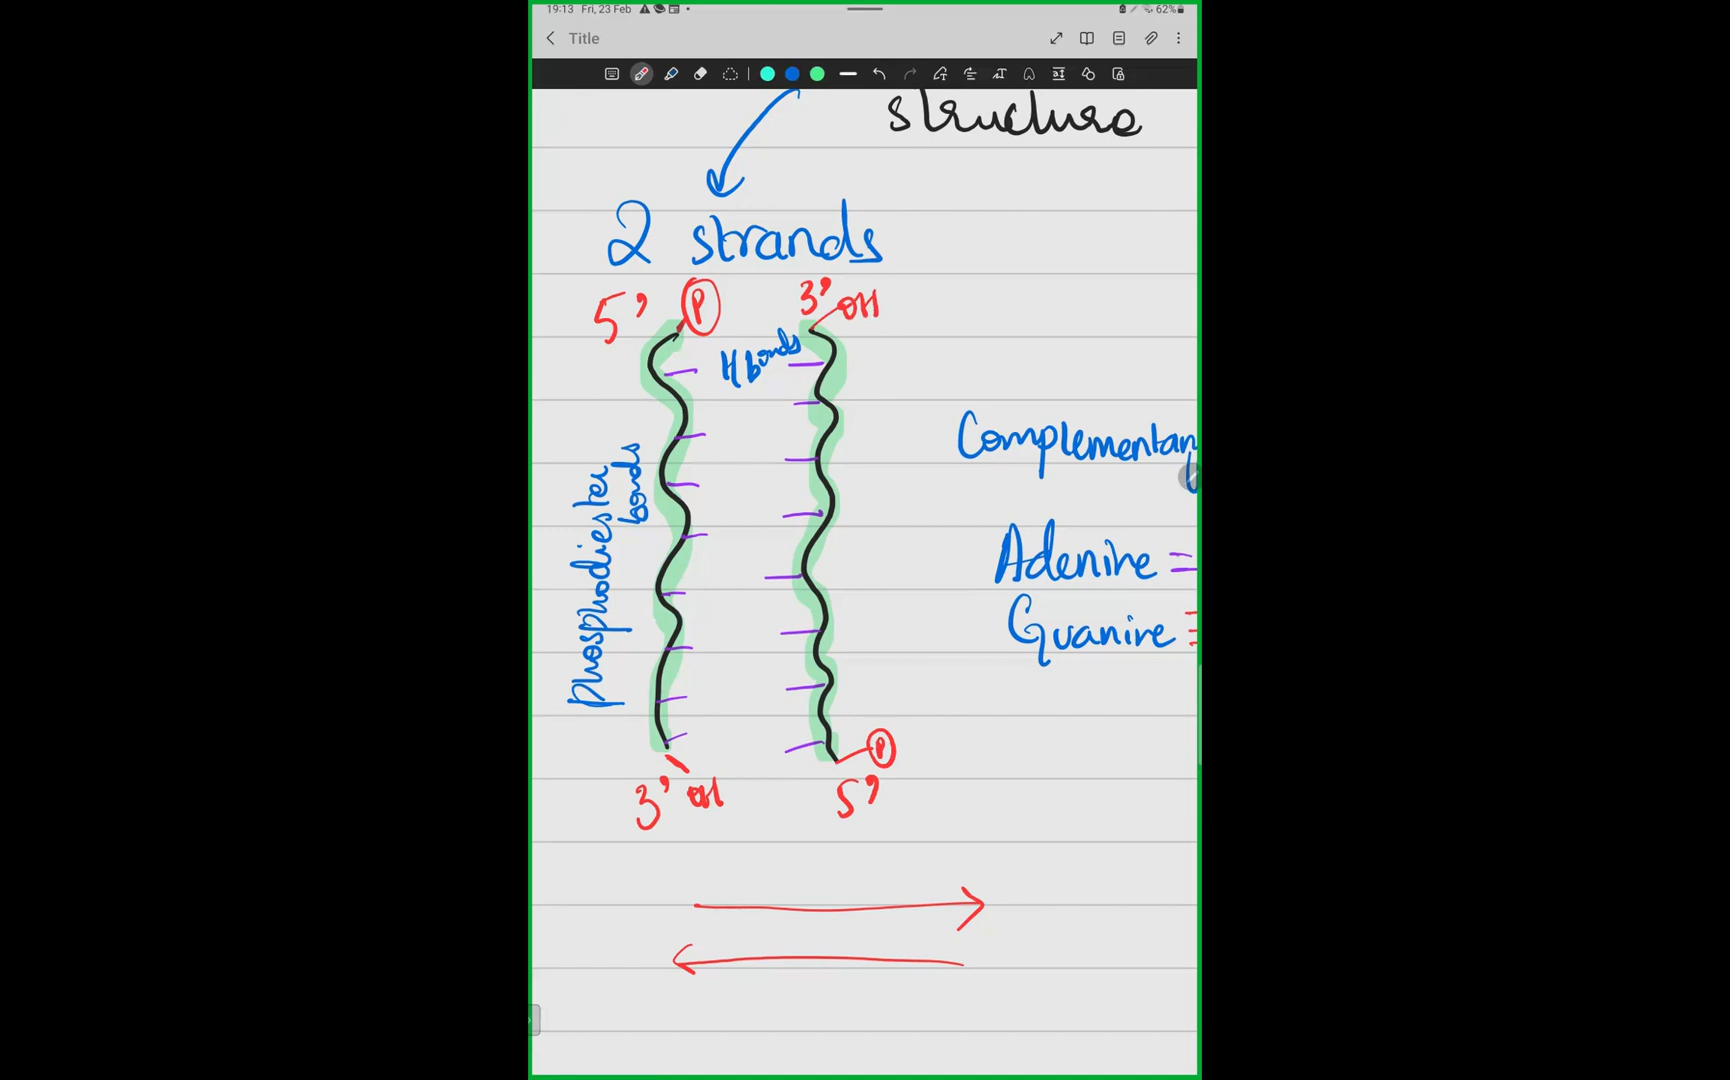 19:13 Fri, 23 Feb
62%
Title
structure
2 strands
5' P 3' OH
H bonds
Phosphodiester
bonds
Complementary
Adenine =
Guanine ≡
3' OH
P
5'